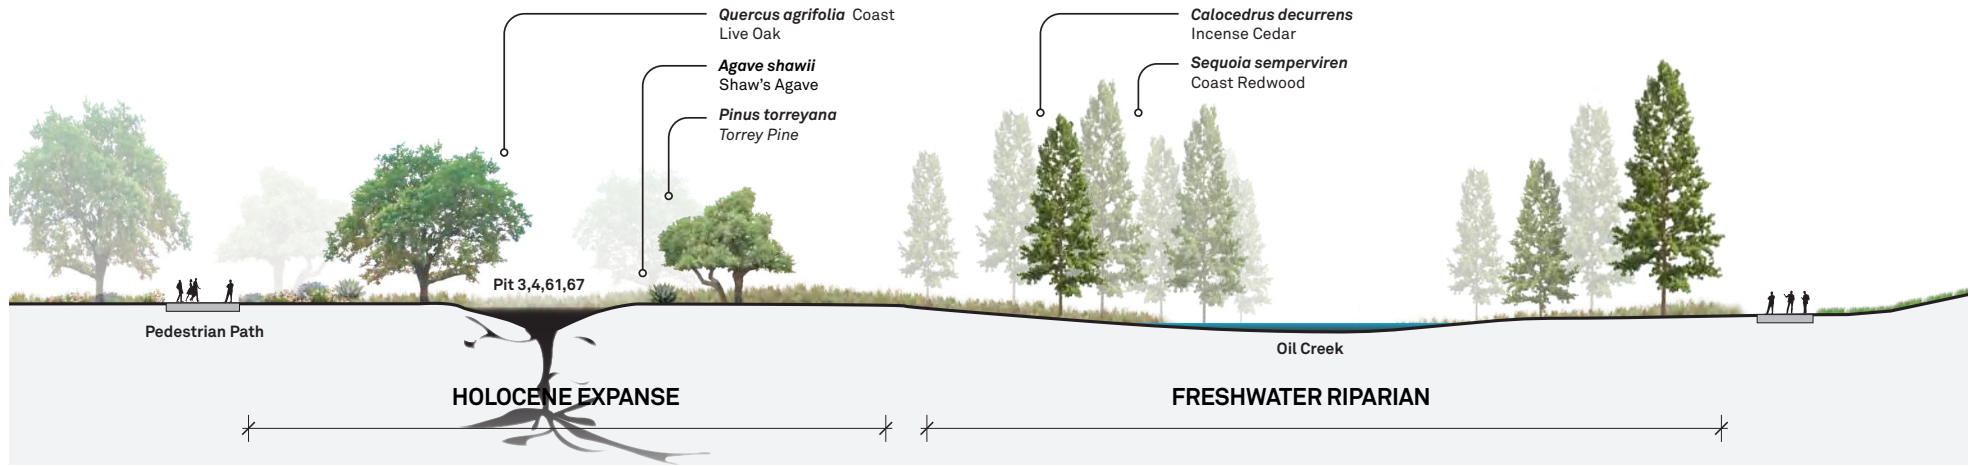 Quercus agrifolia Coast
Live Oak
Agave shawii
Shaw's Agave
Pinus torreyana
Torrey Pine
Calocedrus decurrens
Incense Cedar
Sequoia semperviren
Coast Redwood
Pit 3,4,61,67
Pedestrian Path
Oil Creek
HOLOCENE EXPANSE
FRESHWATER RIPARIAN